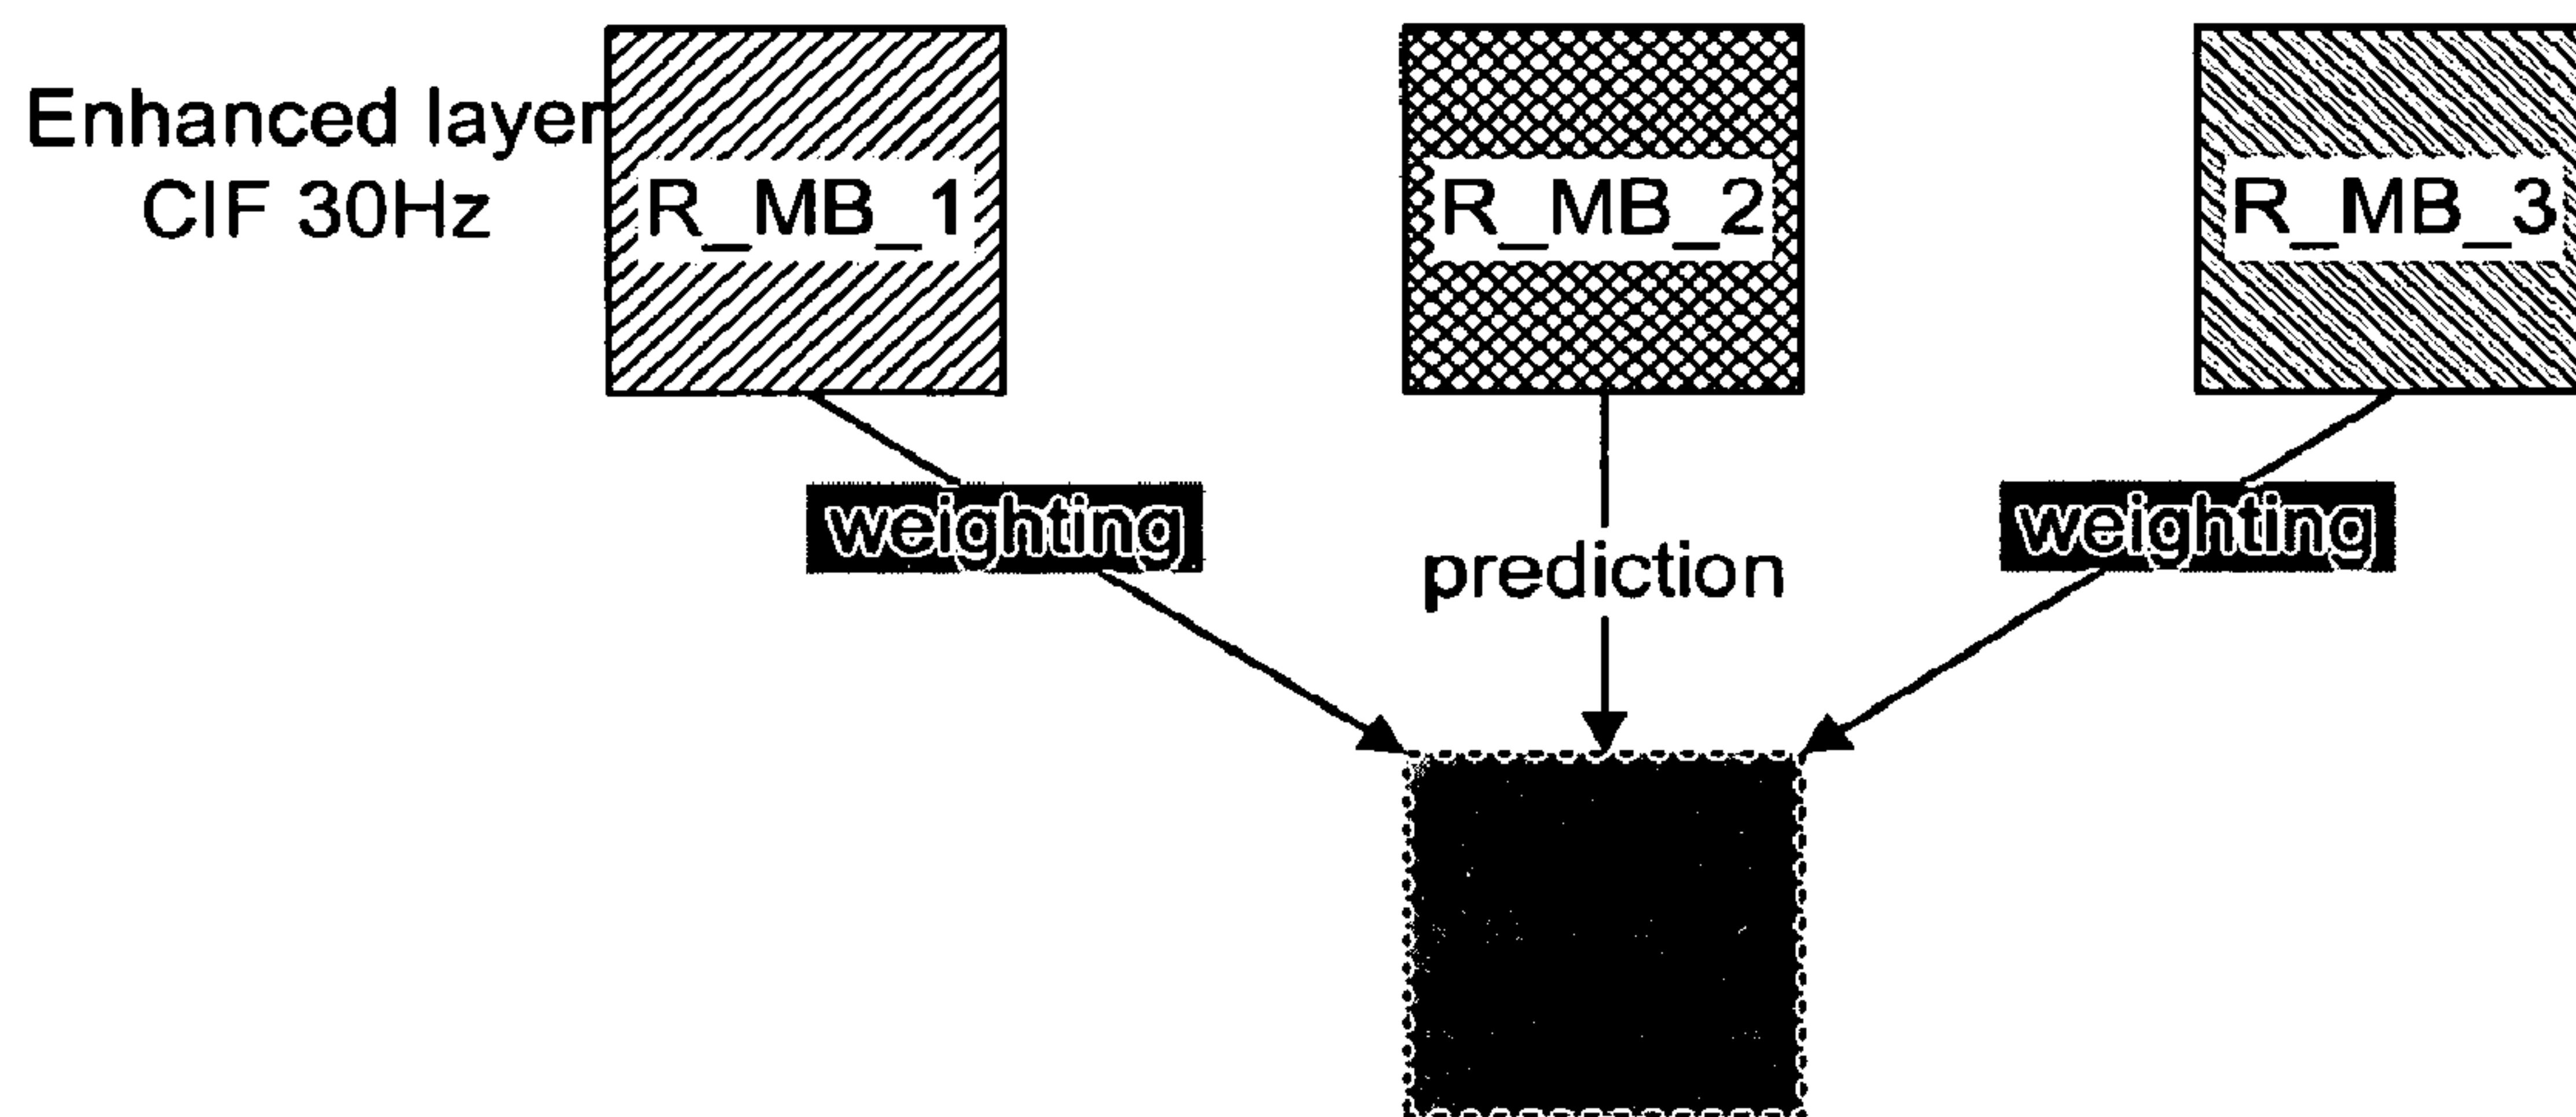 Enhanced layer
CIF 30Hz
R_MB_1
R_MB_2
R_MB_3
weighting
prediction
weighting